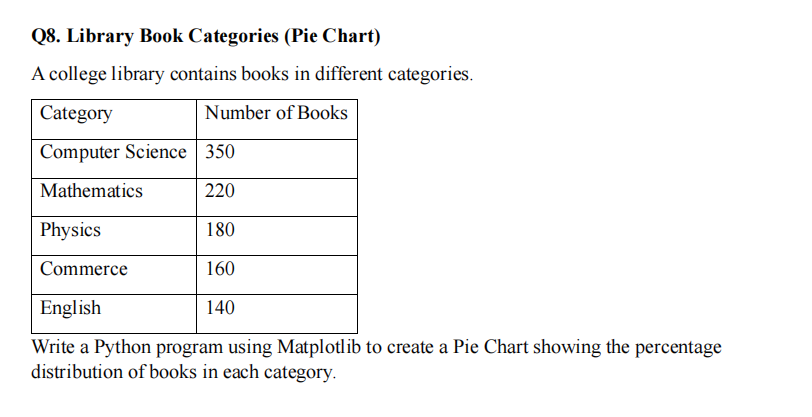 Q8. Library Book Categories (Pie Chart)
A college library contains books in different categories.
Category Number of Books
Computer Science 350
Mathematics 220
Physics 180
Commerce 160
English 140
Write a Python program using Matplotlib to create a Pie Chart showing the percentage
distribution of books in each category.